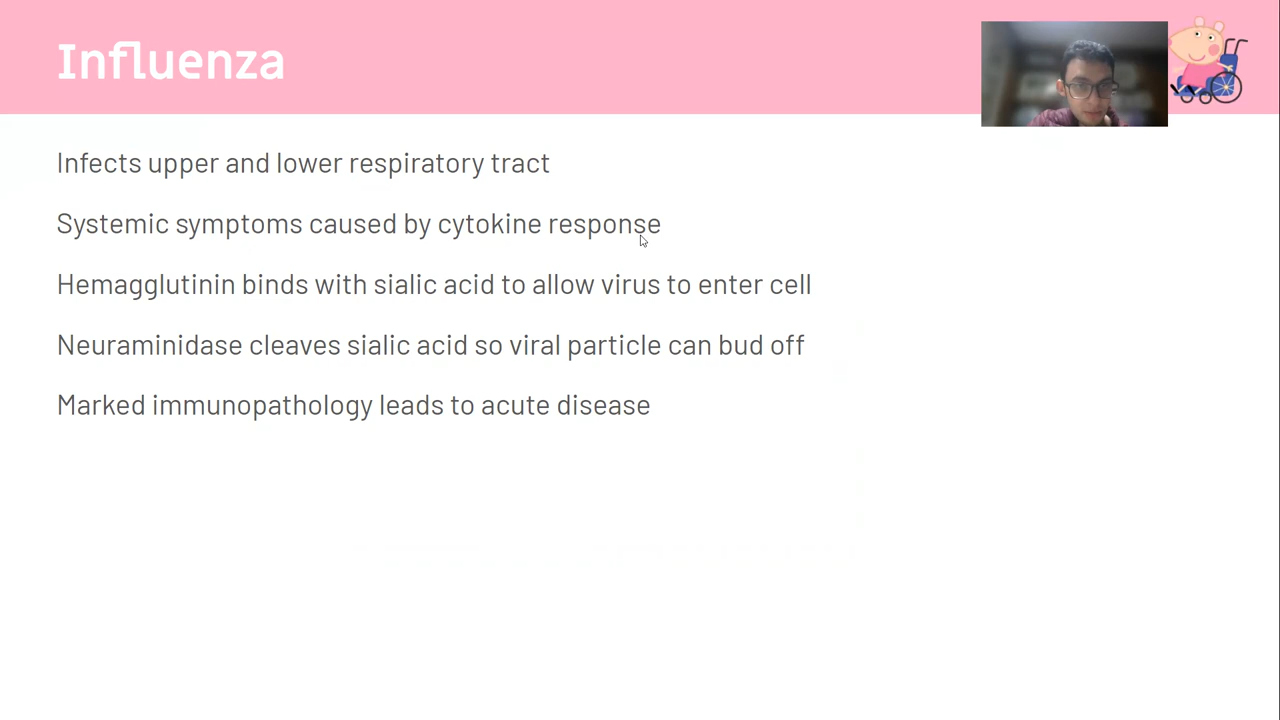 Influenza
Infects upper and lower respiratory tract
Systemic symptoms caused by cytokine response
Hemagglutinin binds with sialic acid to allow virus to enter cell
Neuraminidase cleaves sialic acid so viral particle can bud off
Marked immunopathology leads to acute disease